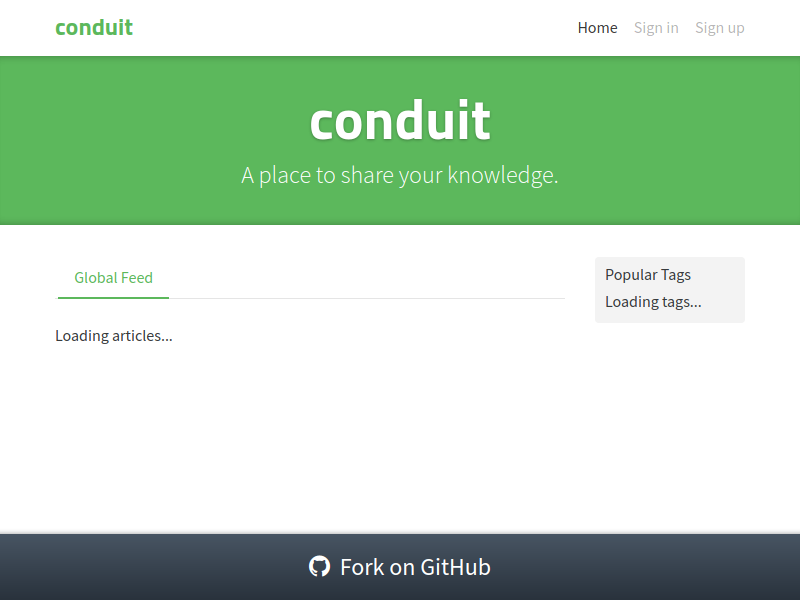 conduit
Home Sign in Sign up
conduit
A place to share your knowledge.
Global Feed
Popular Tags
Loading tags...
Loading articles...
Fork on GitHub